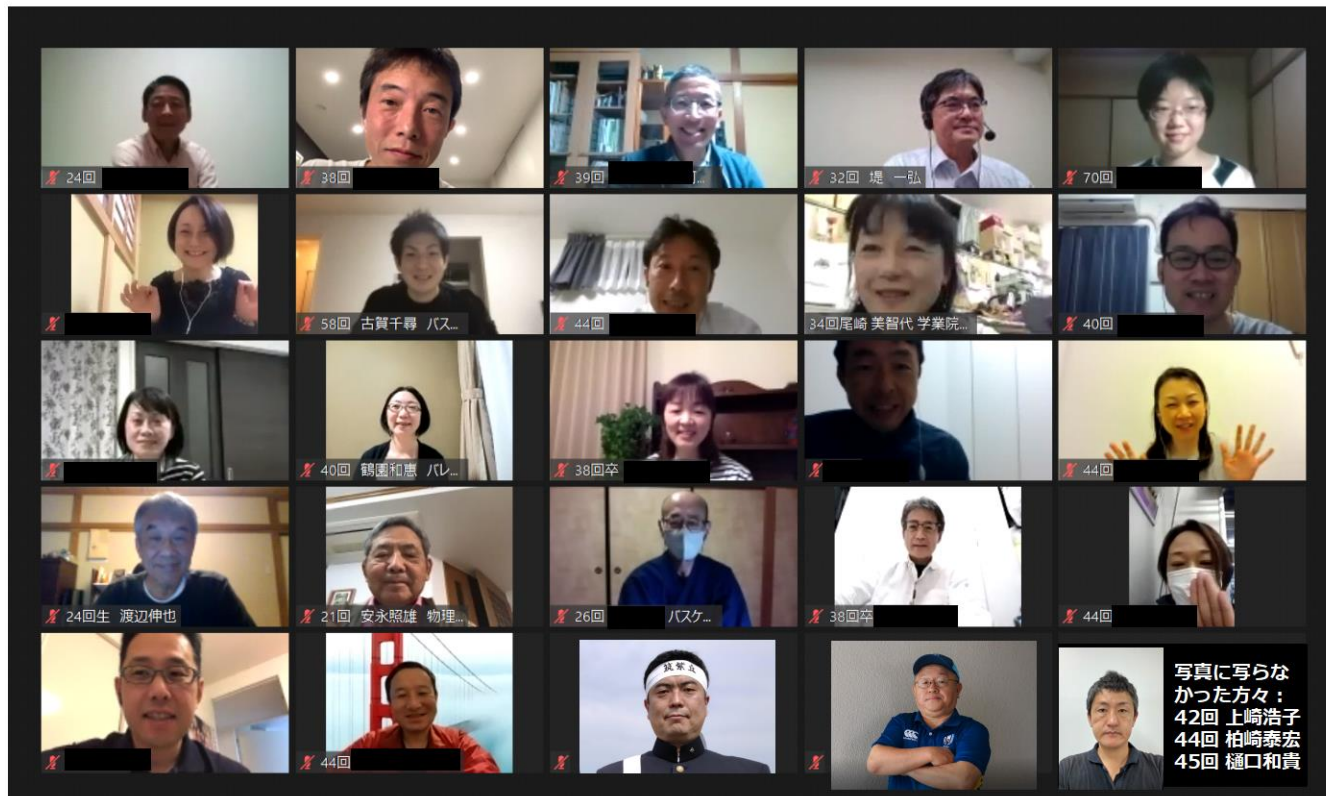 24回
38回
39回
32回 堤 一弘
70回
58回 古賀千尋 バス...
44回
34回尾崎 美智代 学業院...
40回
40回 鶴園和恵 バレ...
38回卒
44回
24回生 渡辺伸也
21回 安永照雄 物理...
26回 バスケ...
38回卒
44回
44回
筑紫立
写真に写らな
かった方々：
42回 上崎浩子
44回 柏崎泰宏
45回 樋口和貴